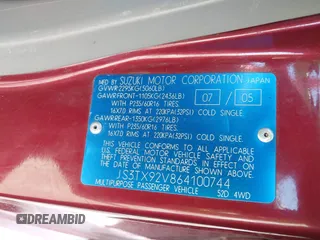 MFD. BY SUZUKI MOTOR CORPORATION JAPAN
GVWR 2295KG(5060LB)
GAWRFRONT-1105KG(2436LB) 07 / 05
WITH P235/60R16 TIRES.
16X7.0 RIMS AT 220KPA(32PSI) COLD SINGLE.
GAWRREAR-1350KG(2976LB)
WITH P235/60R16 TIRES.
16X7.0 RIMS AT 220KPA(32PSI) COLD SINGLE.
THIS VEHICLE CONFORMS TO ALL
APPLICABLE U.S. FEDERAL MOTOR VEHICLE
SAFETY AND THEFT PREVENTION
STANDARDS IN EFFECT ON THE
DATE OF MANUFACTURE SHOWN ABOVE.
JS3TX92V864100744
MULTIPURPOSE PASSENGER VEHICLE 5ZD 4WD
DREAMBID